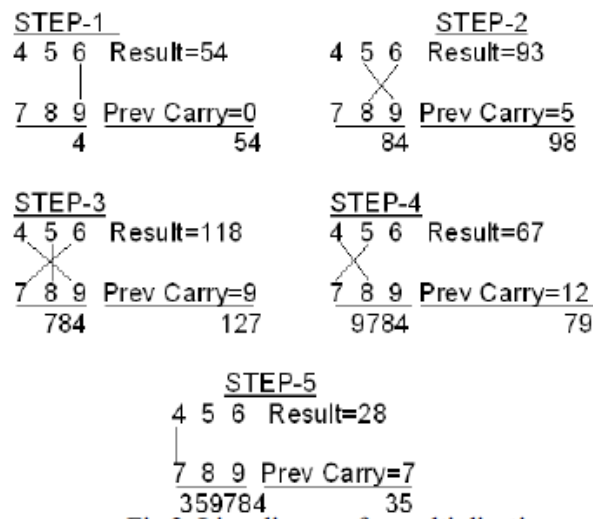 STEP-1
4 5 6 Result=54
7 8 9 Prev Carry=0
4 54
STEP-2
4 5 6 Result=93
7 8 9 Prev Carry=5
84 98
STEP-3
4 5 6 Result=118
7 8 9 Prev Carry=9
784 127
STEP-4
4 5 6 Result=67
7 8 9 Prev Carry=12
9784 79
STEP-5
4 5 6 Result=28
7 8 9 Prev Carry=7
359784 35